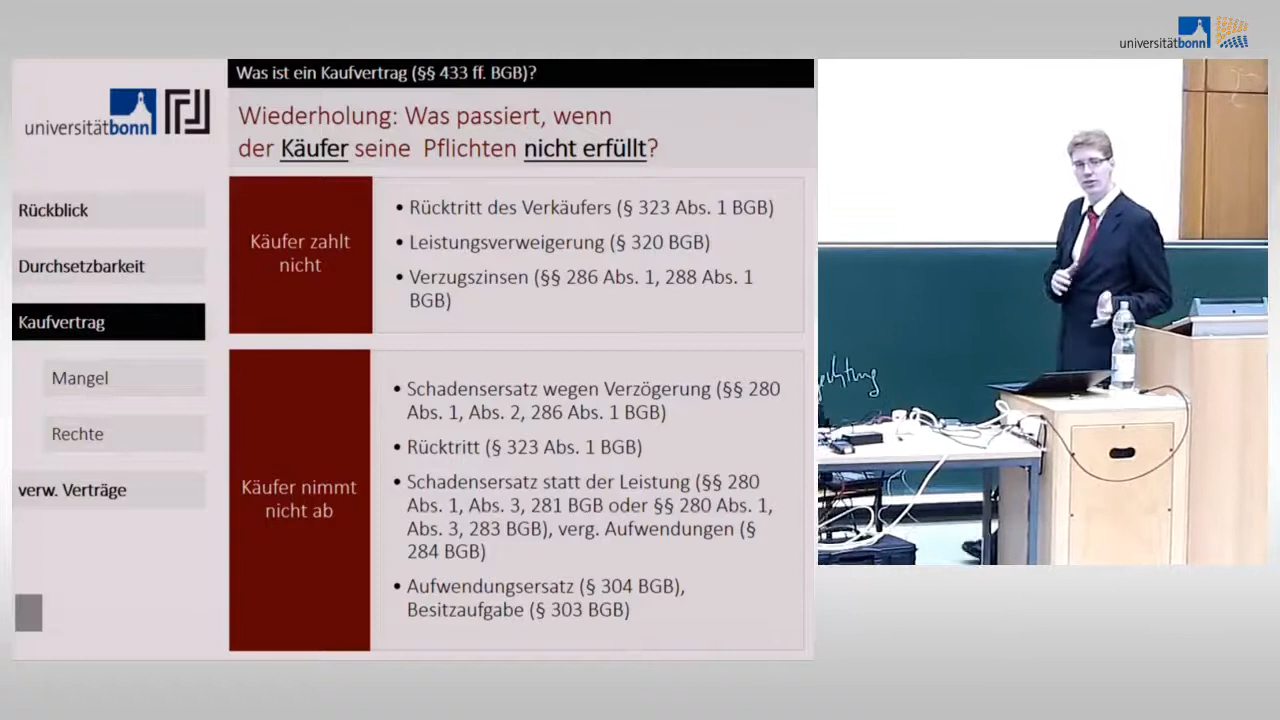 universitätbonn
Was ist ein Kaufvertrag (§§ 433 ff. BGB)?
universitätbonn
Wiederholung: Was passiert, wenn
der Käufer seine Pflichten nicht erfüllt?
Rückblick
Durchsetzbarkeit
Kaufvertrag
Mangel
Rechte
verw. Verträge
Käufer zahlt
nicht
• Rücktritt des Verkäufers (§ 323 Abs. 1 BGB)
• Leistungsverweigerung (§ 320 BGB)
• Verzugszinsen (§§ 286 Abs. 1, 288 Abs. 1
BGB)
Käufer nimmt
nicht ab
• Schadensersatz wegen Verzögerung (§§ 280
Abs. 1, Abs. 2, 286 Abs. 1 BGB)
• Rücktritt (§ 323 Abs. 1 BGB)
• Schadensersatz statt der Leistung (§§ 280
Abs. 1, Abs. 3, 281 BGB oder §§ 280 Abs. 1,
Abs. 3, 283 BGB), verg. Aufwendungen (§
284 BGB)
• Aufwendungsersatz (§ 304 BGB),
Besitzaufgabe (§ 303 BGB)